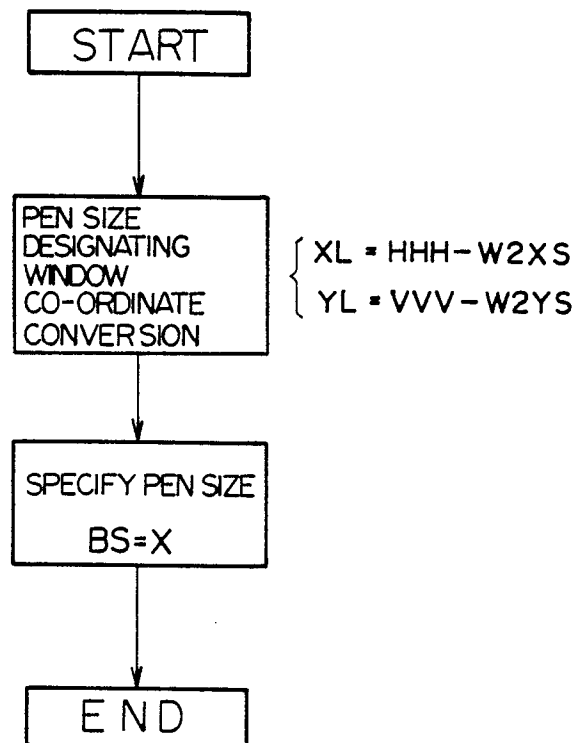 START
PEN SIZE
DESIGNATING
WINDOW
CO-ORDINATE
CONVERSION
XL = HHH-W2XS
YL = VVV-W2YS
SPECIFY PEN SIZE
BS=X
END